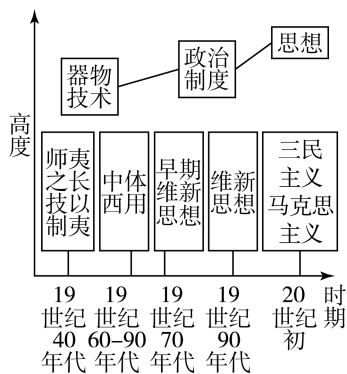 思想
政治
制度
器物
技术
高度
师夷
之长
技以
制夷
中体
西用
早期
维新
思想
维新
思想
三民
主义
马克思
主义
19
世纪
40
年代
19
世纪
60-90
年代
19
世纪
70
年代
19
世纪
90
年代
20
世纪
初
时期